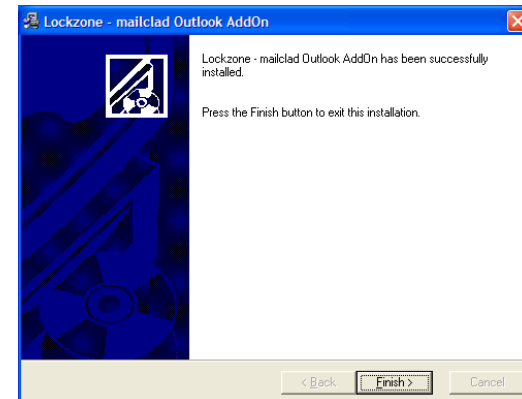 Lockzone - mailclad Outlook AddOn
Lockzone - mailclad Outlook AddOn has been successfully
installed.
Press the Finish button to exit this installation.
< Back
Finish >
Cancel